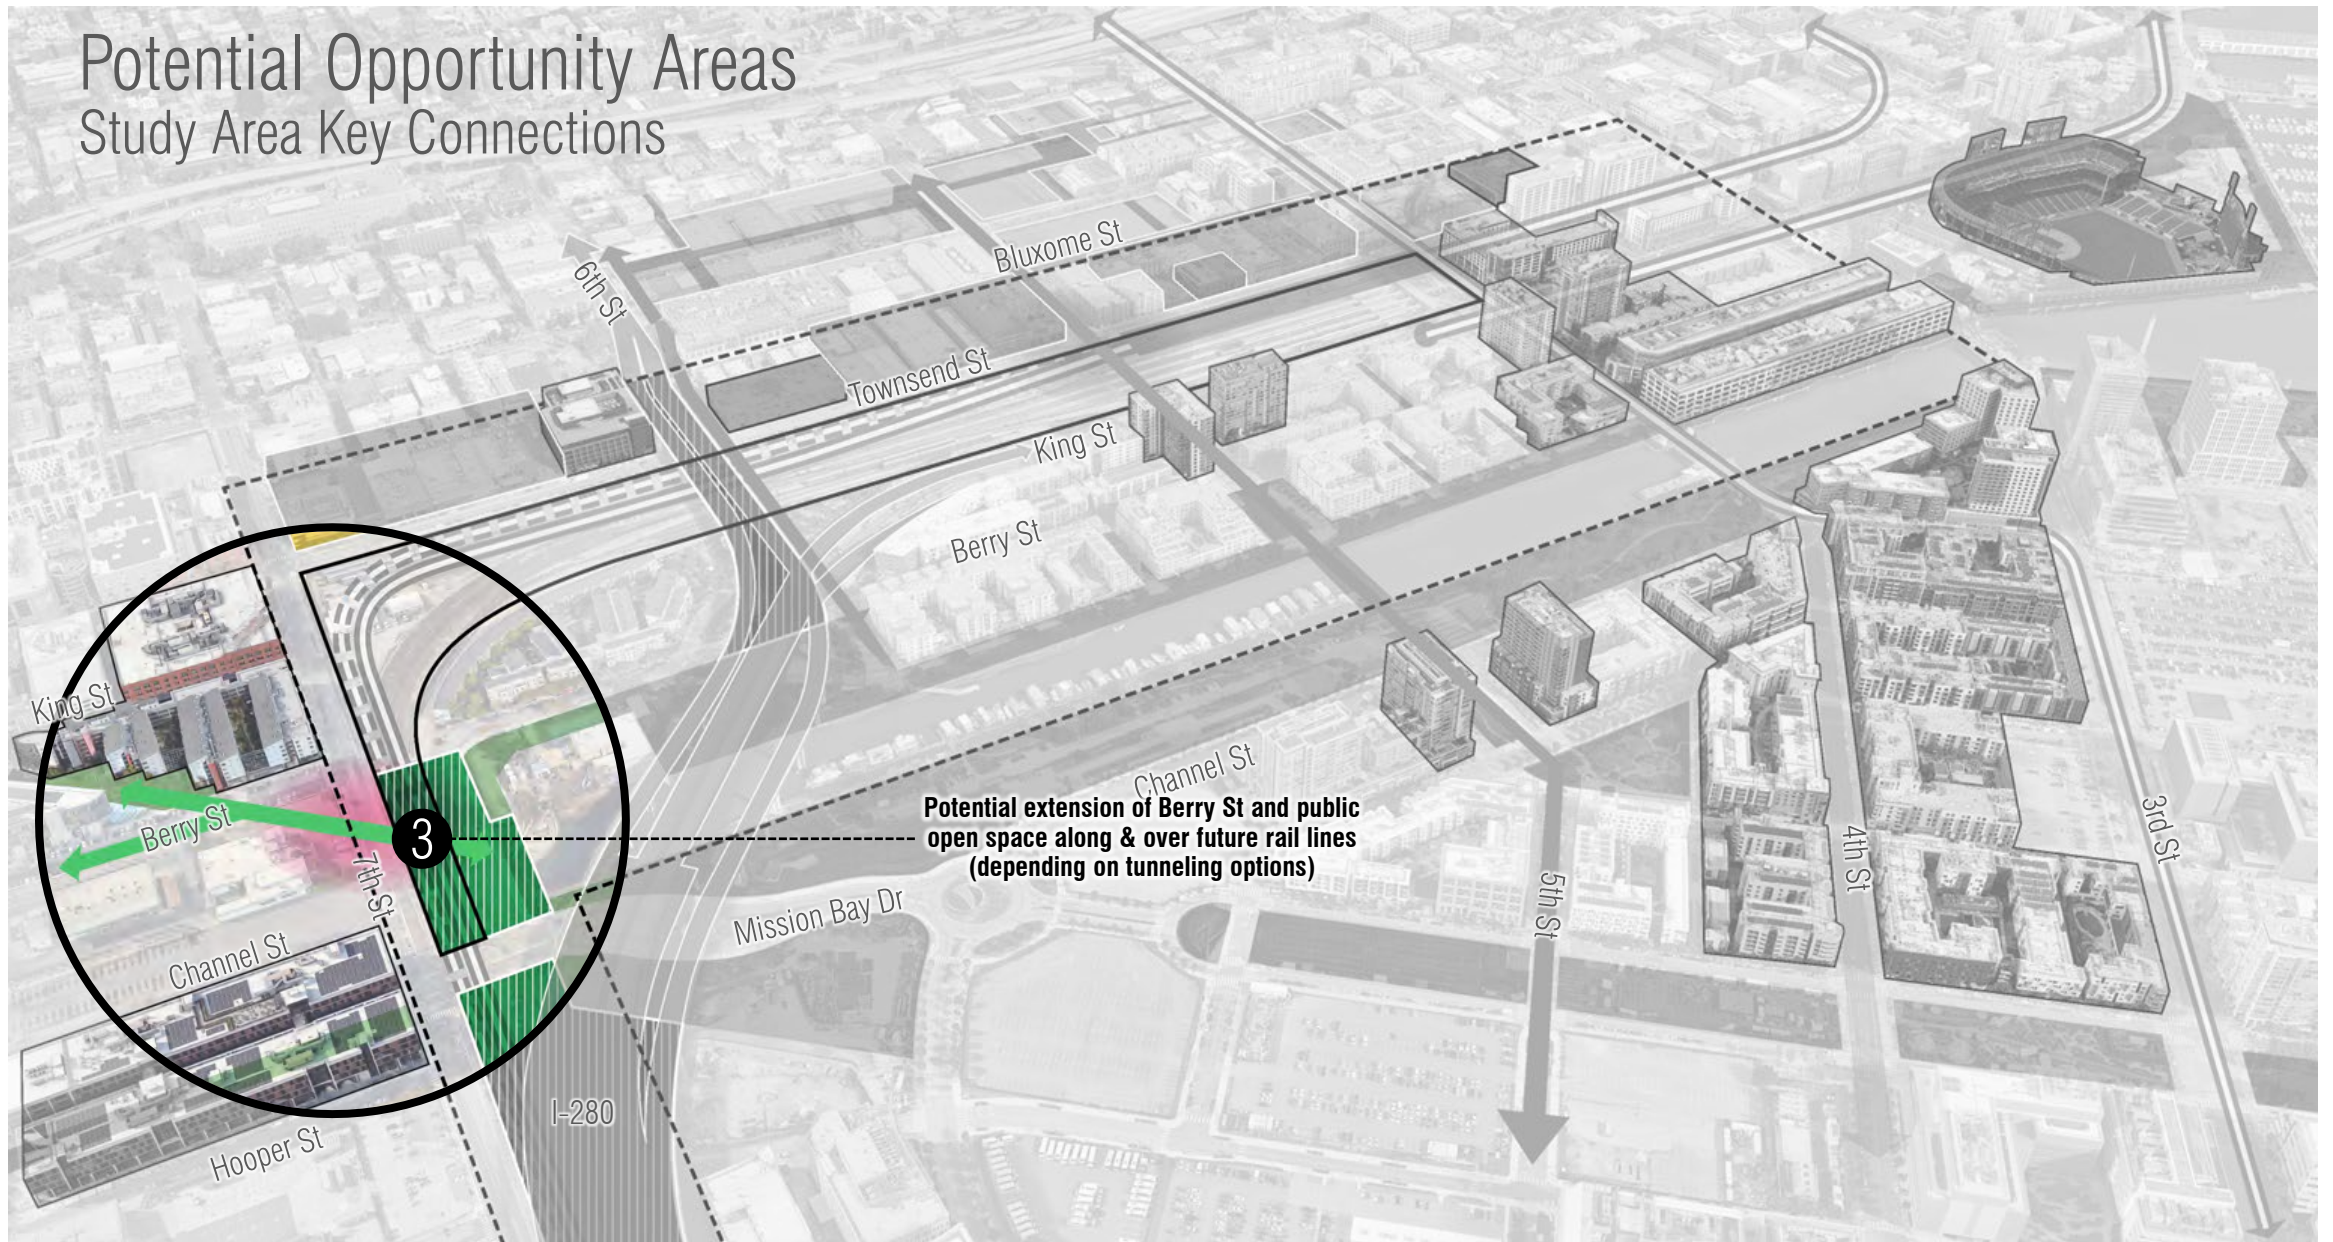 Potential Opportunity Areas
Study Area Key Connections
Bluxome St
6th St
Townsend St
King St
Berry St
King St
Berry St
3
7th St
Channel St
Potential extension of Berry St and public
open space along & over future rail lines
(depending on tunneling options)
3rd St
4th St
5th St
Mission Bay Dr
Channel St
I-280
Hooper St